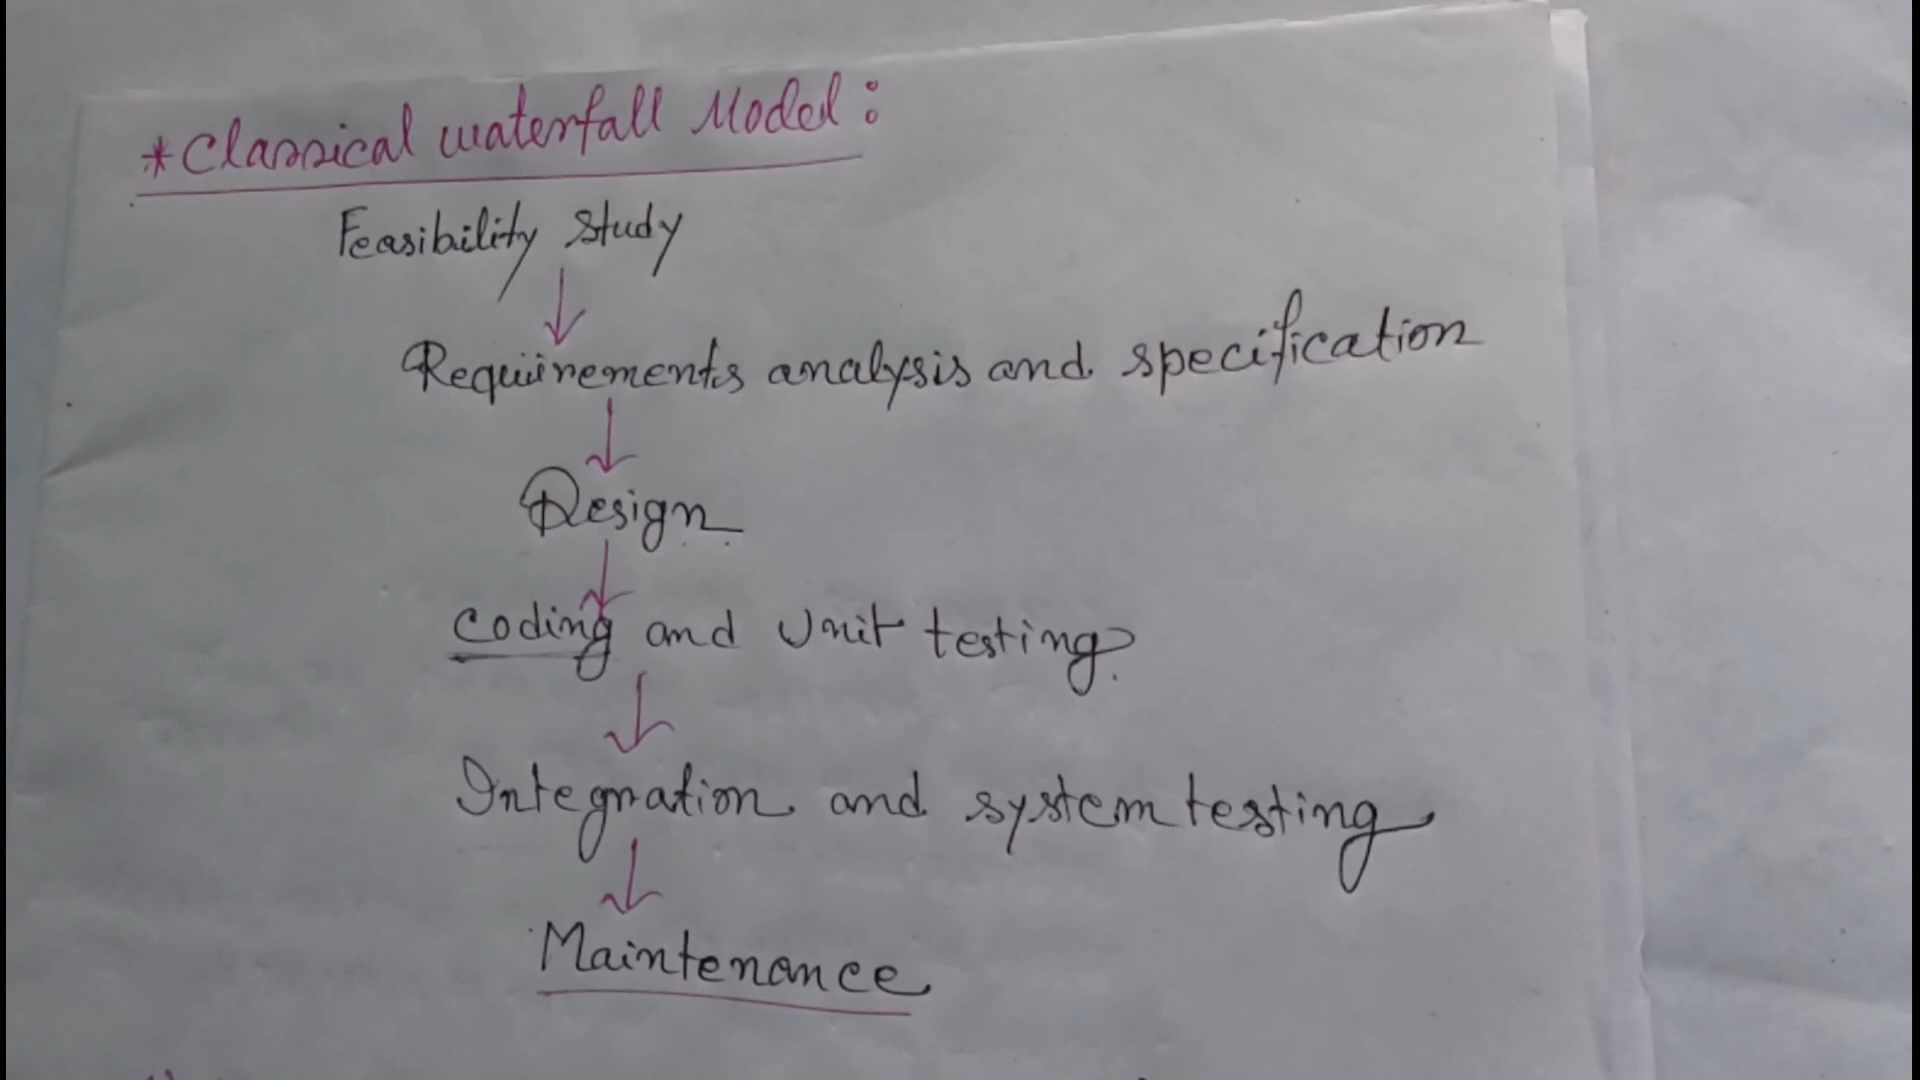 *Classical waterfall Model:
Feasibility study
Requirements analysis and specification
Design
Coding and Unit testing.
Integration and system testing
Maintenance